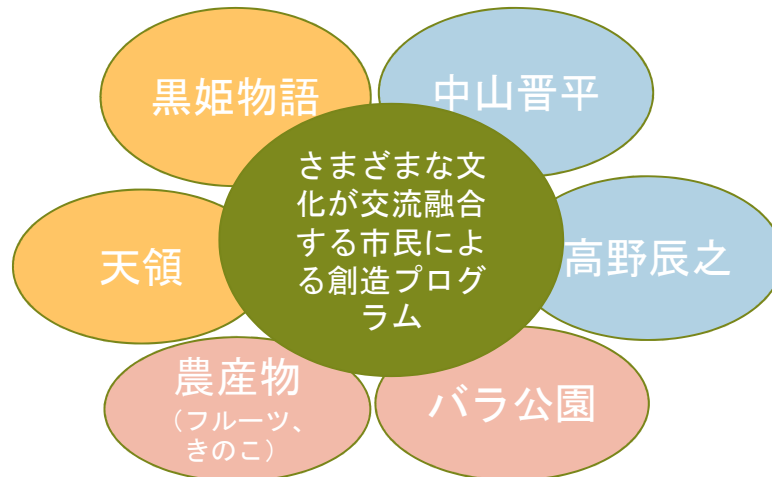 黒姫物語
中山晋平
さまざまな文
化が交流融合
する市民によ
る創造プログ
ラム
天領
高野辰之
農産物
（フルーツ、
きのこ）
バラ公園